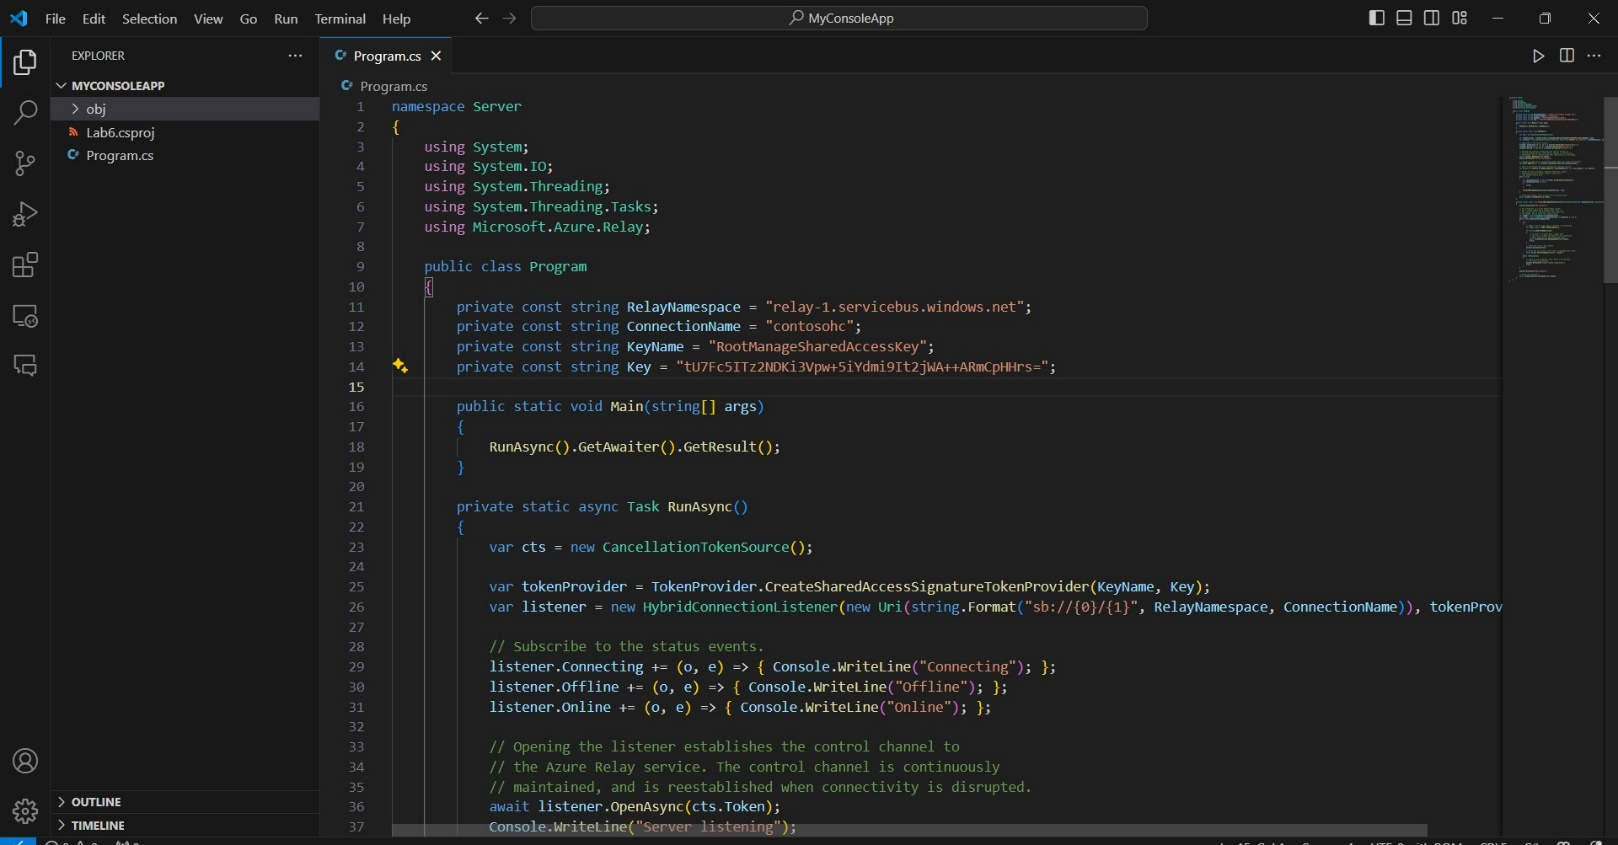 File Edit Selection View Go Run Terminal Help
MyConsoleApp
EXPLORER
Program.cs
MYCONSOLEAPP
obj
Lab6.csproj
Program.cs
Program.cs
1 namespace Server
2 {
3 using System;
4 using System.IO;
5 using System.Threading;
6 using System.Threading.Tasks;
7 using Microsoft.Azure.Relay;
8
9 public class Program
10 {
11 private const string RelayNamespace = "relay-1.servicebus.windows.net";
12 private const string ConnectionName = "contosohc";
13 private const string KeyName = "RootManageSharedAccessKey";
14 private const string Key = "tU7Fc5ITz2NDKi3Vpw+5iYdmi9It2jWA++ARmCpHHrs=";
15
16 public static void Main(string[] args)
17 {
18 RunAsync().GetAwaiter().GetResult();
19 }
20
21 private static async Task RunAsync()
22 {
23 var cts = new CancellationTokenSource();
24
25 var tokenProvider = TokenProvider.CreateSharedAccessSignatureTokenProvider(KeyName, Key);
26 var listener = new HybridConnectionListener(new Uri(string.Format("sb://{0}/{1}", RelayNamespace, ConnectionName)), tokenProv
27
28 // Subscribe to the status events.
29 listener.Connecting += (o, e) => { Console.WriteLine("Connecting"); };
30 listener.Offline += (o, e) => { Console.WriteLine("Offline"); };
31 listener.Online += (o, e) => { Console.WriteLine("Online"); };
32
33 // Opening the listener establishes the control channel to
34 // the Azure Relay service. The control channel is continuously
35 // maintained, and is reestablished when connectivity is disrupted.
36 await listener.OpenAsync(cts.Token);
37 Console.WriteLine("Server listening");
OUTLINE
TIMELINE